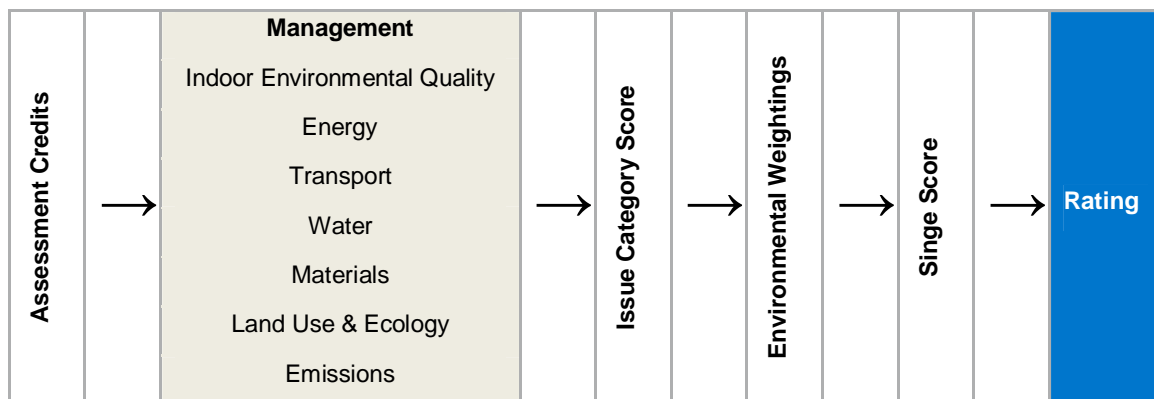 Assessment Credits
→
Management
Indoor Environmental Quality
Energy
Transport
Water
Materials
Land Use & Ecology
Emissions
→
Issue Category Score
→
Environmental Weightings
→
Singe Score
→
Rating